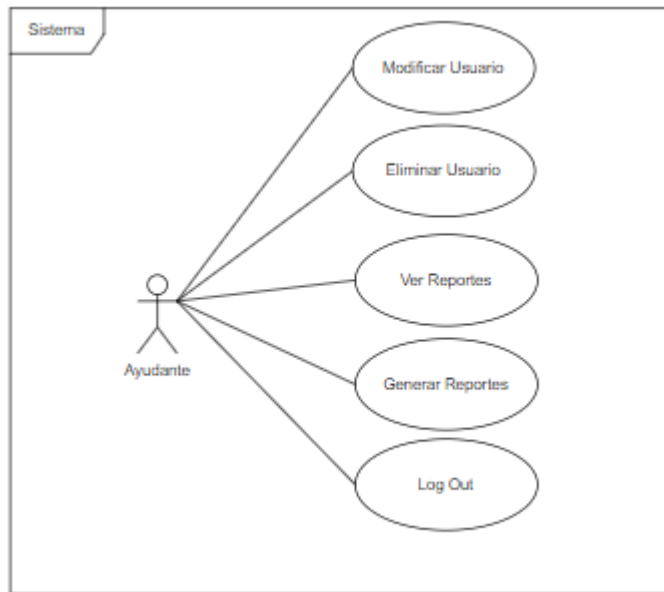 Sistema
Modificar Usuario
Eliminar Usuario
Ver Reportes
Ayudante
Generar Reportes
Log Out